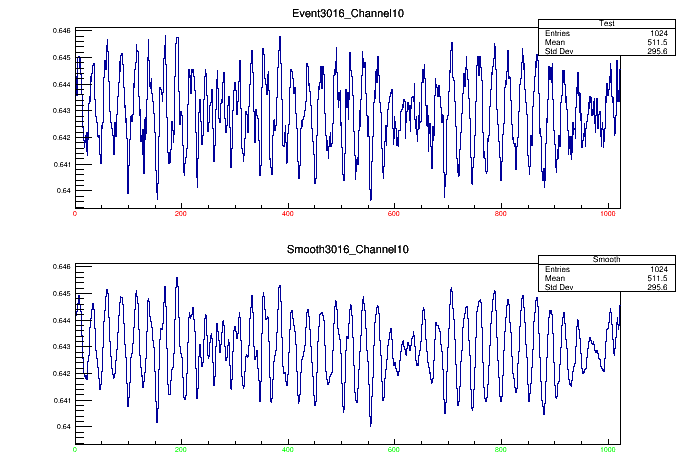 Event3016_Channel10
Test
Entries 1024
Mean 511.5
Std Dev 295.6
0.646
0.645
0.644
0.643
0.642
0.641
0.64
0 200 400 600 800 1000
Smooth3016_Channel10
Smooth
Entries 1024
Mean 511.5
Std Dev 295.6
0.646
0.645
0.644
0.643
0.642
0.641
0.64
0 200 400 600 800 1000